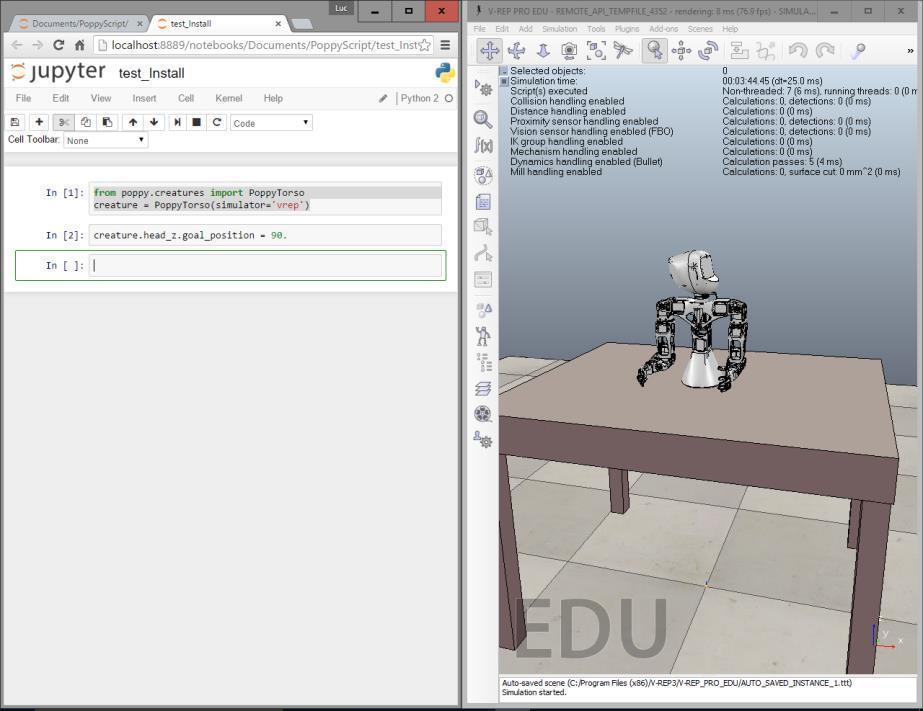 Luc
Documents/PoppyScript/
test_Install
localhost:8889/notebooks/Documents/PoppyScript/test_Inst
jupyter test_Install
File Edit View Insert Cell Kernel Help Python 2
Code
Cell Toolbar: None
In [1]: from poppy.creatures import PoppyTorso
creature = PoppyTorso(simulator='vrep')
In [2]: creature.head_z.goal_position = 90.
In [ ]:
V-REP PRO EDU - REMOTE_API_TEMPFILE_4352 - rendering: 8 ms (76.9 fps) - SIMULA...
File Edit Add Simulation Tools Plugins Add-ons Scenes Help
Selected objects: 0
Simulation time: 00:03:44.45 (dt=25.0 ms)
Script(s) executed Non-threaded: 7 (6 ms), running threads: 0 (0 m
Collision handling enabled Calculations: 0, detections: 0 (0 ms)
Distance handling enabled Calculations: 0 (0 ms)
Proximity sensor handling enabled Calculations: 0, detections: 0 (0 ms)
Vision sensor handling enabled (FBO) Calculations: 0, detections: 0 (0 ms)
IK group handling enabled Calculations: 0 (0 ms)
Mechanism handling enabled Calculations: 0 (0 ms)
Dynamics handling enabled (Bullet) Calculation passes: 5 (4 ms)
Mill handling enabled Calculations: 0, surface cut: 0 mm^2 (0 ms)
f(x)
EDU
y
x
Auto-saved scene (C:/Program Files (x86)/V-REP3/V-REP_PRO_EDU/AUTO_SAVED_INSTANCE_1.ttt)
Simulation started.